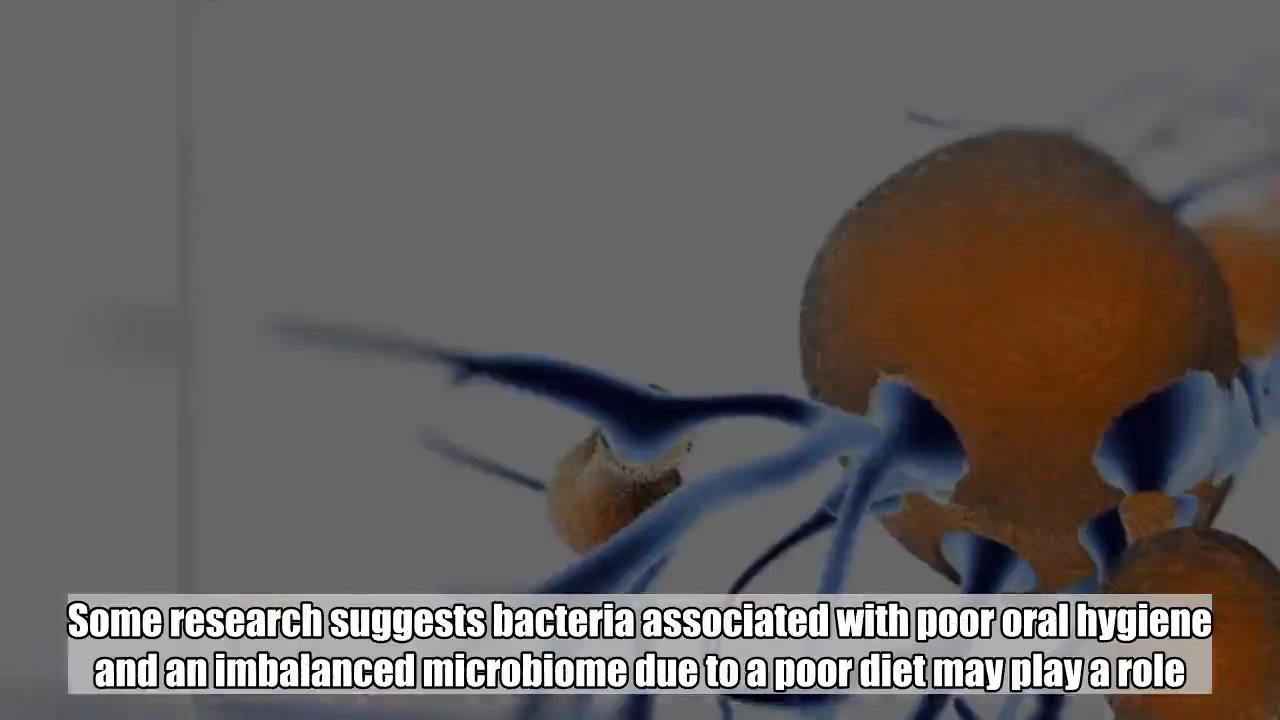 Some research suggests bacteria associated with poor oral hygiene
and an imbalanced microbiome due to a poor diet may play a role